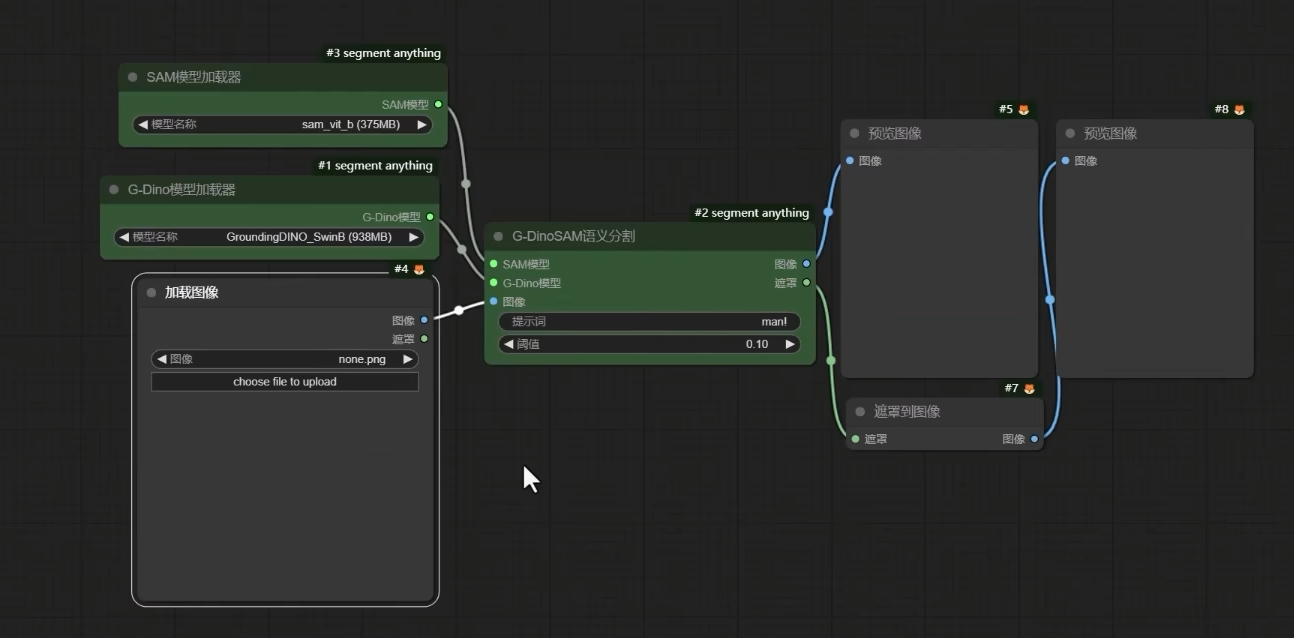 #3 segment anything
SAM模型加载器
SAM模型
模型名称 sam_vit_b (375MB)
#1 segment anything
G-Dino模型加载器
G-Dino模型
模型名称 GroundingDINO_SwinB (938MB)
#4
加载图像
图像
遮罩
图像 none.png
choose file to upload
#2 segment anything
G-DinoSAM语义分割
SAM模型 图像
G-Dino模型 遮罩
图像
提示词 man!
阈值 0.10
#5
预览图像
图像
#8
预览图像
图像
#7
遮罩到图像
遮罩 图像